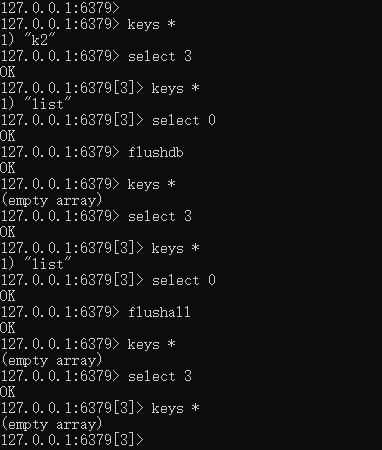 127.0.0.1:6379>
127.0.0.1:6379> keys *
1) "k2"
127.0.0.1:6379> select 3
OK
127.0.0.1:6379[3]> keys *
1) "list"
127.0.0.1:6379[3]> select 0
OK
127.0.0.1:6379> flushdb
OK
127.0.0.1:6379> keys *
(empty array)
127.0.0.1:6379> select 3
OK
127.0.0.1:6379[3]> keys *
1) "list"
127.0.0.1:6379[3]> select 0
OK
127.0.0.1:6379> flushall
OK
127.0.0.1:6379> keys *
(empty array)
127.0.0.1:6379> select 3
OK
127.0.0.1:6379[3]> keys *
(empty array)
127.0.0.1:6379[3]>